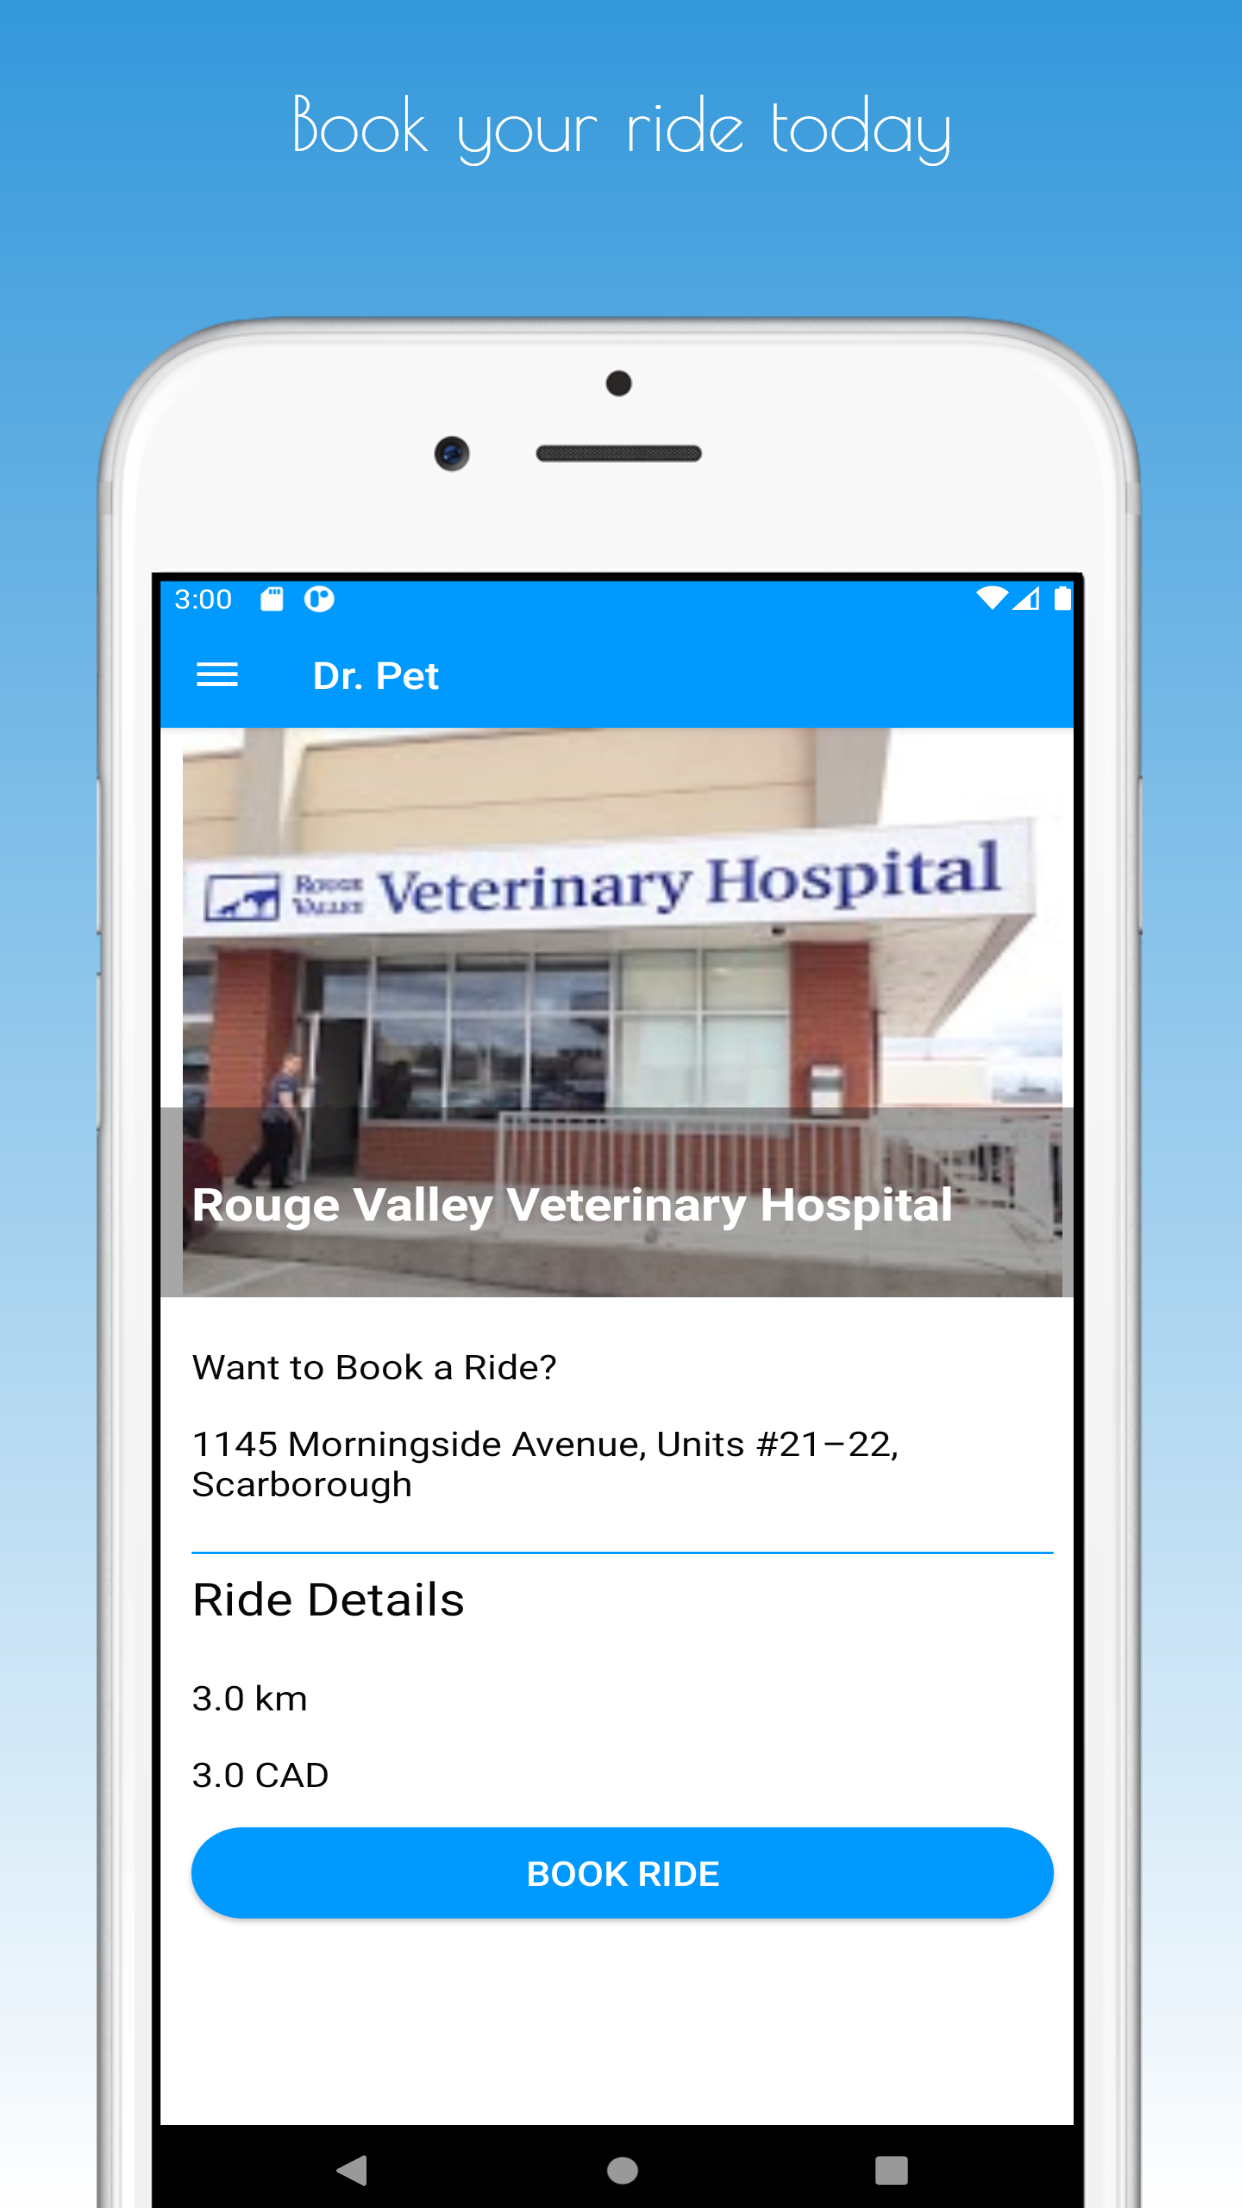 Book your ride today
3:00
Dr. Pet
Rouge
Valley
Veterinary Hospital
Rouge Valley Veterinary Hospital
Want to Book a Ride?
1145 Morningside Avenue, Units #21–22,
Scarborough
Ride Details
3.0 km
3.0 CAD
BOOK RIDE